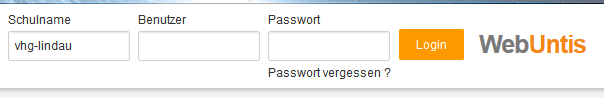 Schulname Benutzer Passwort
vhg-lindau Login WebUntis
Passwort vergessen ?